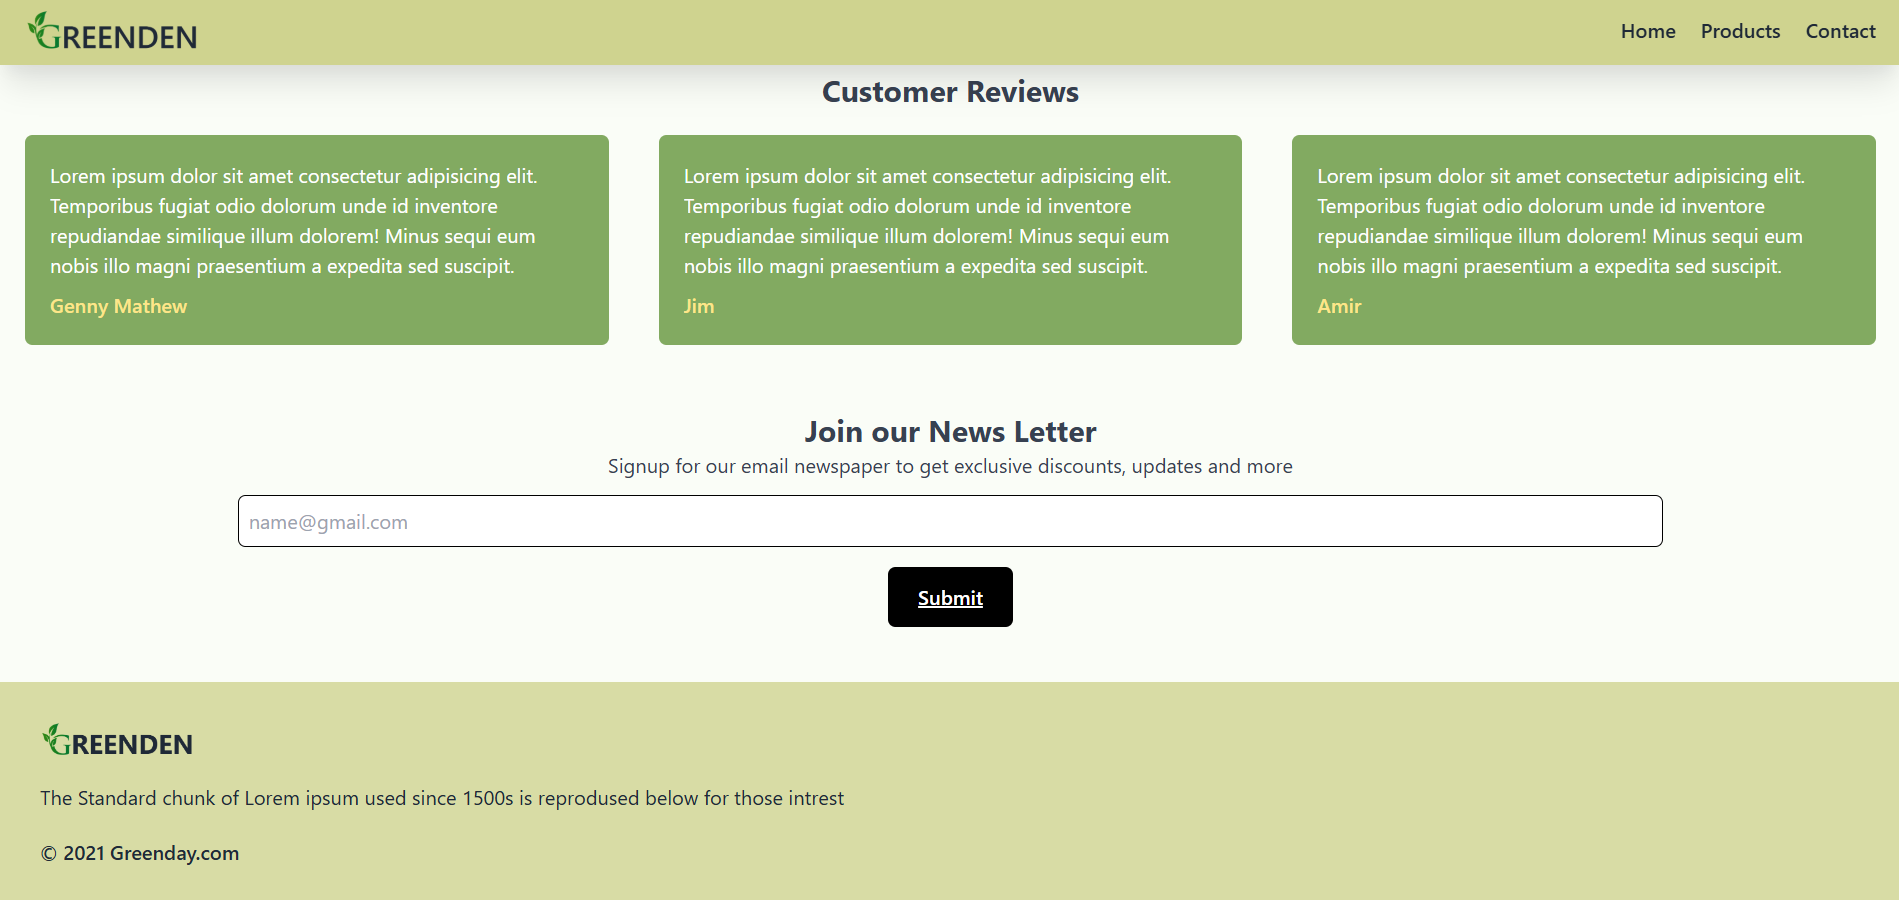 GREENDEN
Home Products Contact
Customer Reviews
Lorem ipsum dolor sit amet consectetur adipisicing elit.
Temporibus fugiat odio dolorum unde id inventore
repudiandae similique illum dolorem! Minus sequi eum
nobis illo magni praesentium a expedita sed suscipit.
Genny Mathew
Lorem ipsum dolor sit amet consectetur adipisicing elit.
Temporibus fugiat odio dolorum unde id inventore
repudiandae similique illum dolorem! Minus sequi eum
nobis illo magni praesentium a expedita sed suscipit.
Jim
Lorem ipsum dolor sit amet consectetur adipisicing elit.
Temporibus fugiat odio dolorum unde id inventore
repudiandae similique illum dolorem! Minus sequi eum
nobis illo magni praesentium a expedita sed suscipit.
Amir
Join our News Letter
Signup for our email newspaper to get exclusive discounts, updates and more
name@gmail.com
Submit
GREENDEN
The Standard chunk of Lorem ipsum used since 1500s is reprodused below for those intrest
© 2021 Greenday.com